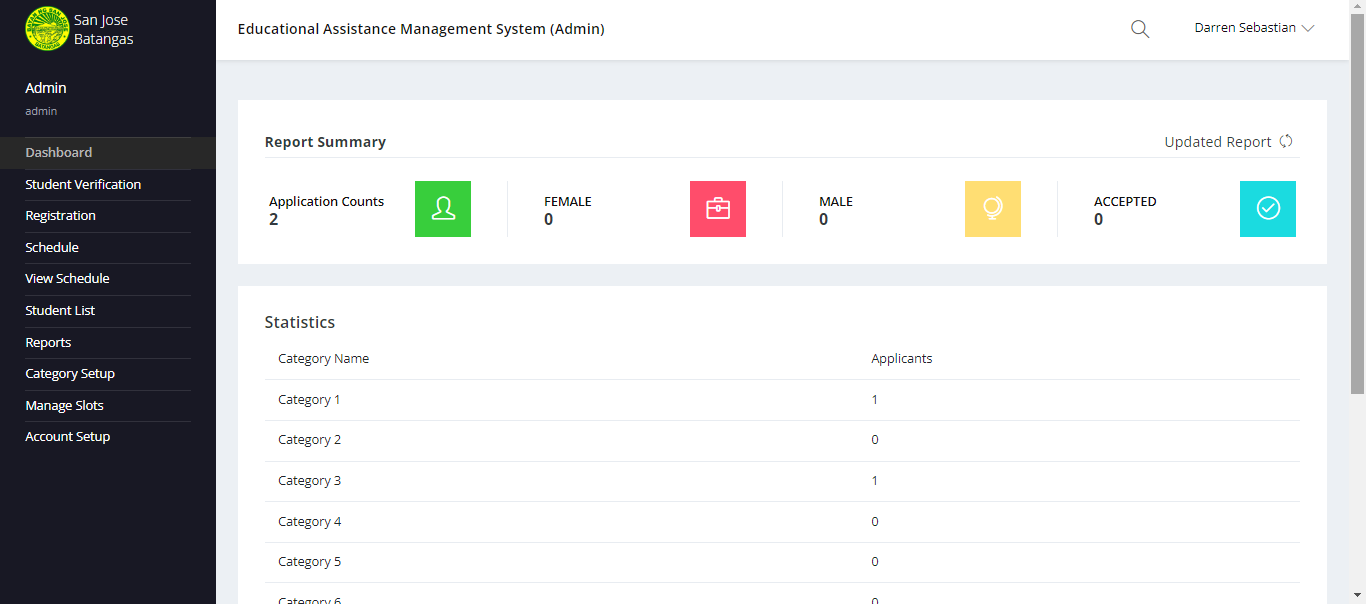 San Jose
Batangas
Educational Assistance Management System (Admin)
Darren Sebastian
Admin
admin
Dashboard
Student Verification
Registration
Schedule
View Schedule
Student List
Reports
Category Setup
Manage Slots
Account Setup
Report Summary
Updated Report
Application Counts
2
FEMALE
0
MALE
0
ACCEPTED
0
Statistics
Category Name Applicants
Category 1 1
Category 2 0
Category 3 1
Category 4 0
Category 5 0
Category 6 0